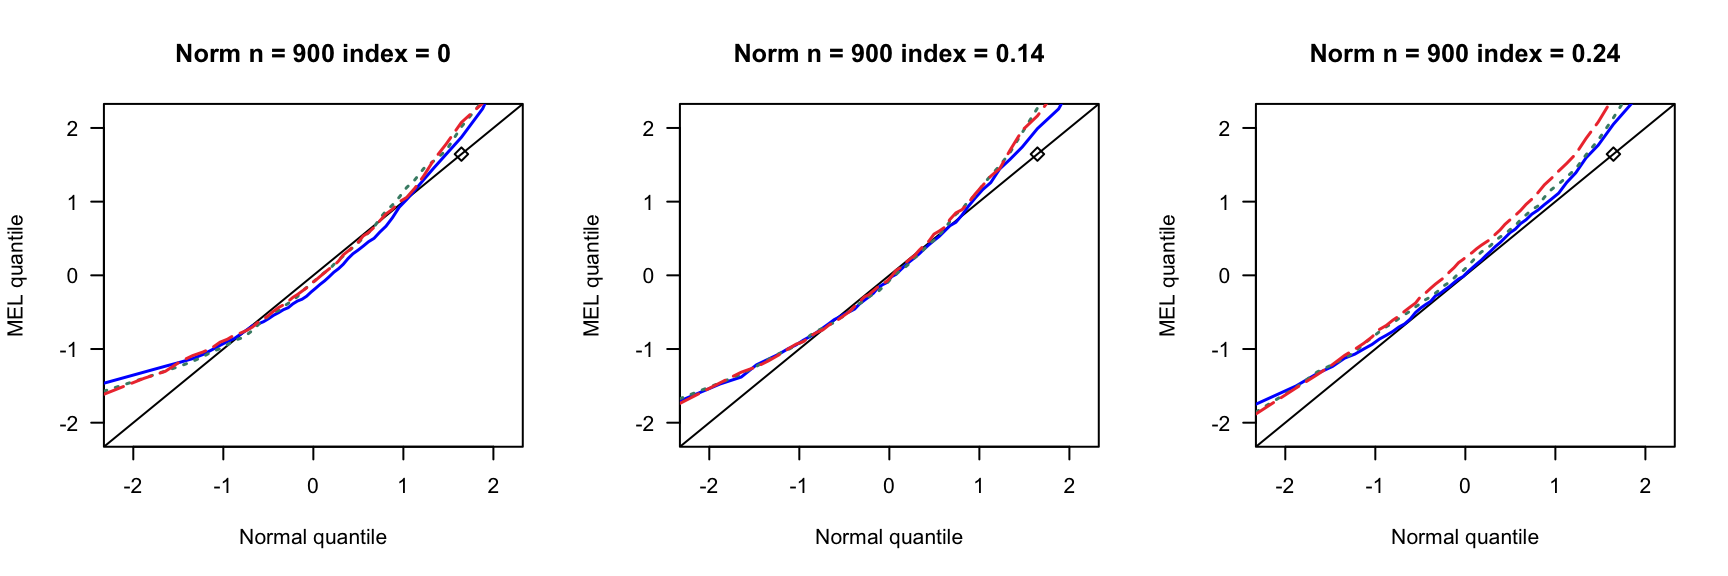 Norm n = 900 index = 0
MEL quantile
2
1
0
-1
-2
-2 -1 0 1 2
Normal quantile
Norm n = 900 index = 0.14
MEL quantile
2
1
0
-1
-2
-2 -1 0 1 2
Normal quantile
Norm n = 900 index = 0.24
MEL quantile
2
1
0
-1
-2
-2 -1 0 1 2
Normal quantile